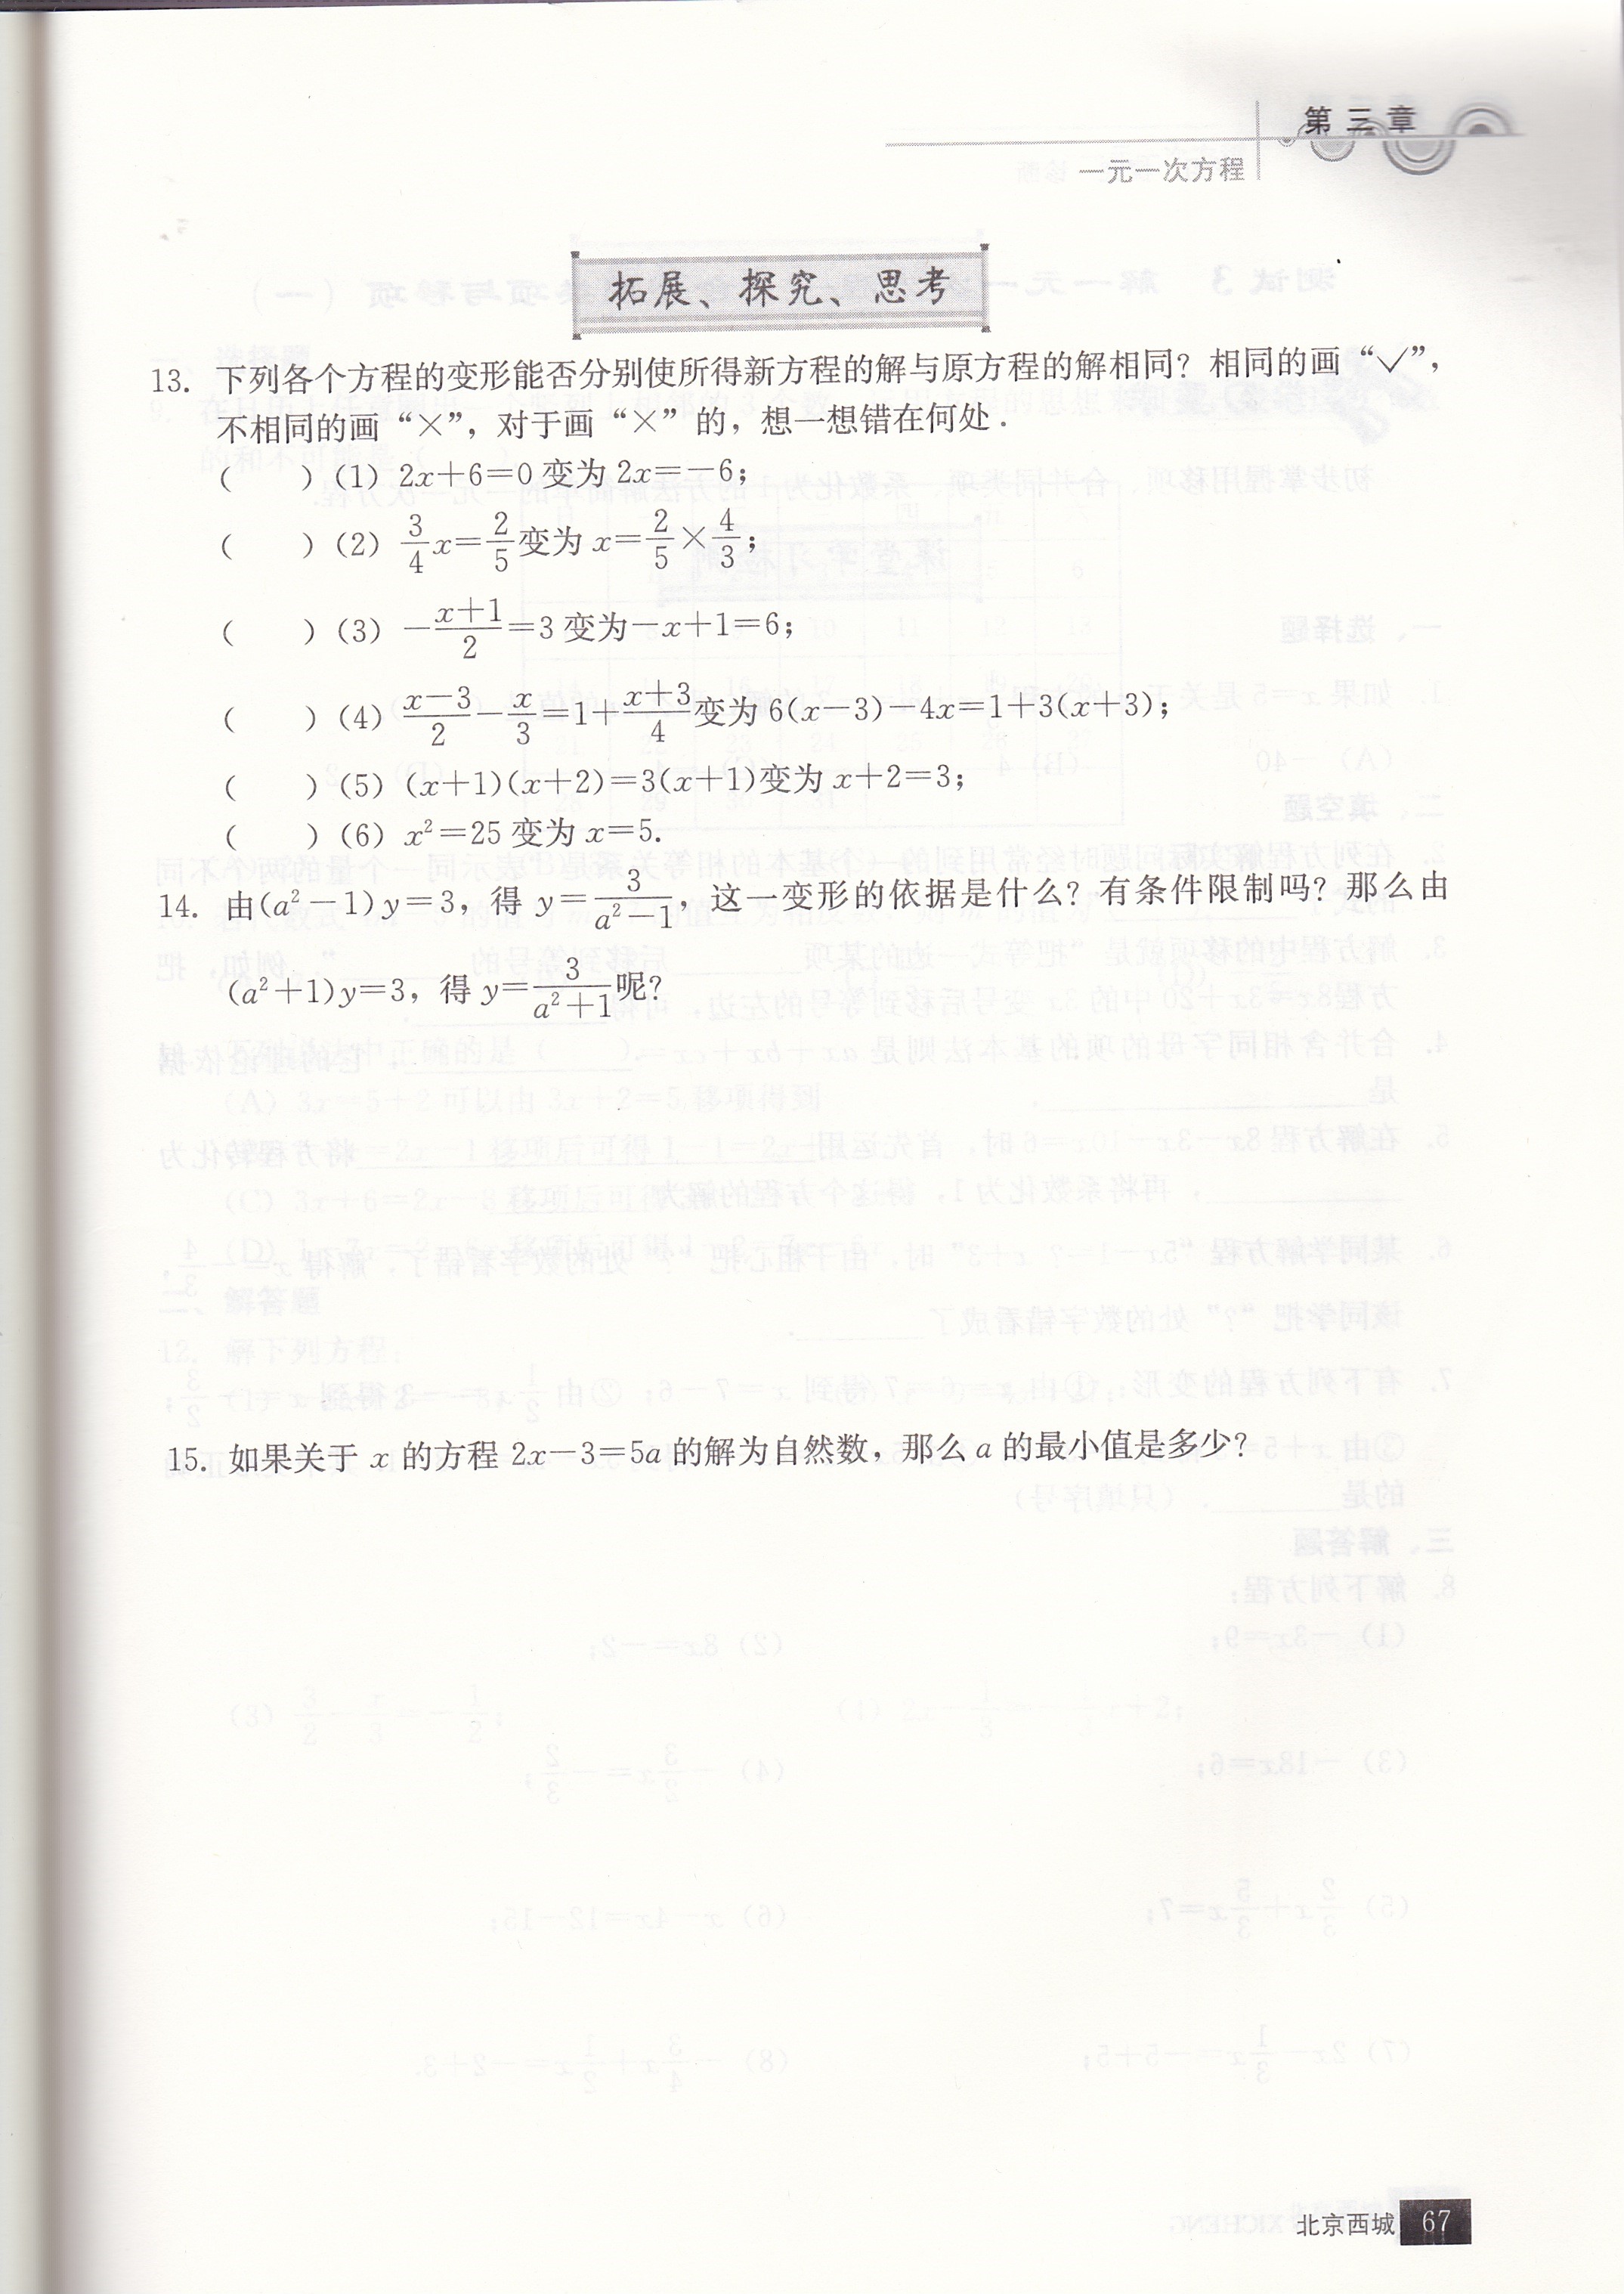 第三章
一元一次方程
拓展、探究、思考
13. 下列各个方程的变形能否分别使所得新方程的解与原方程的解相同？相同的画“✓”，
不相同的画“×”，对于画“×”的，想一想错在何处．
(　　)(1) 2x+6=0 变为 2x=-6；
(　　)(2) \frac{3}{4}x=\frac{2}{5}变为 x=\frac{2}{5}×\frac{4}{3}；
(　　)(3) -\frac{x+1}{2}=3 变为-x+1=6；
(　　)(4) \frac{x-3}{2}-\frac{x}{3}=1+\frac{x+3}{4}变为 6(x-3)-4x=1+3(x+3)；
(　　)(5) (x+1)(x+2)=3(x+1)变为 x+2=3；
(　　)(6) x²=25 变为 x=5.
14. 由(a²-1)y=3，得 y=\frac{3}{a²-1}，这一变形的依据是什么？有条件限制吗？那么由
(a²+1)y=3，得 y=\frac{3}{a²+1}呢？
15. 如果关于 x 的方程 2x-3=5a 的解为自然数，那么 a 的最小值是多少？
北京西城 67